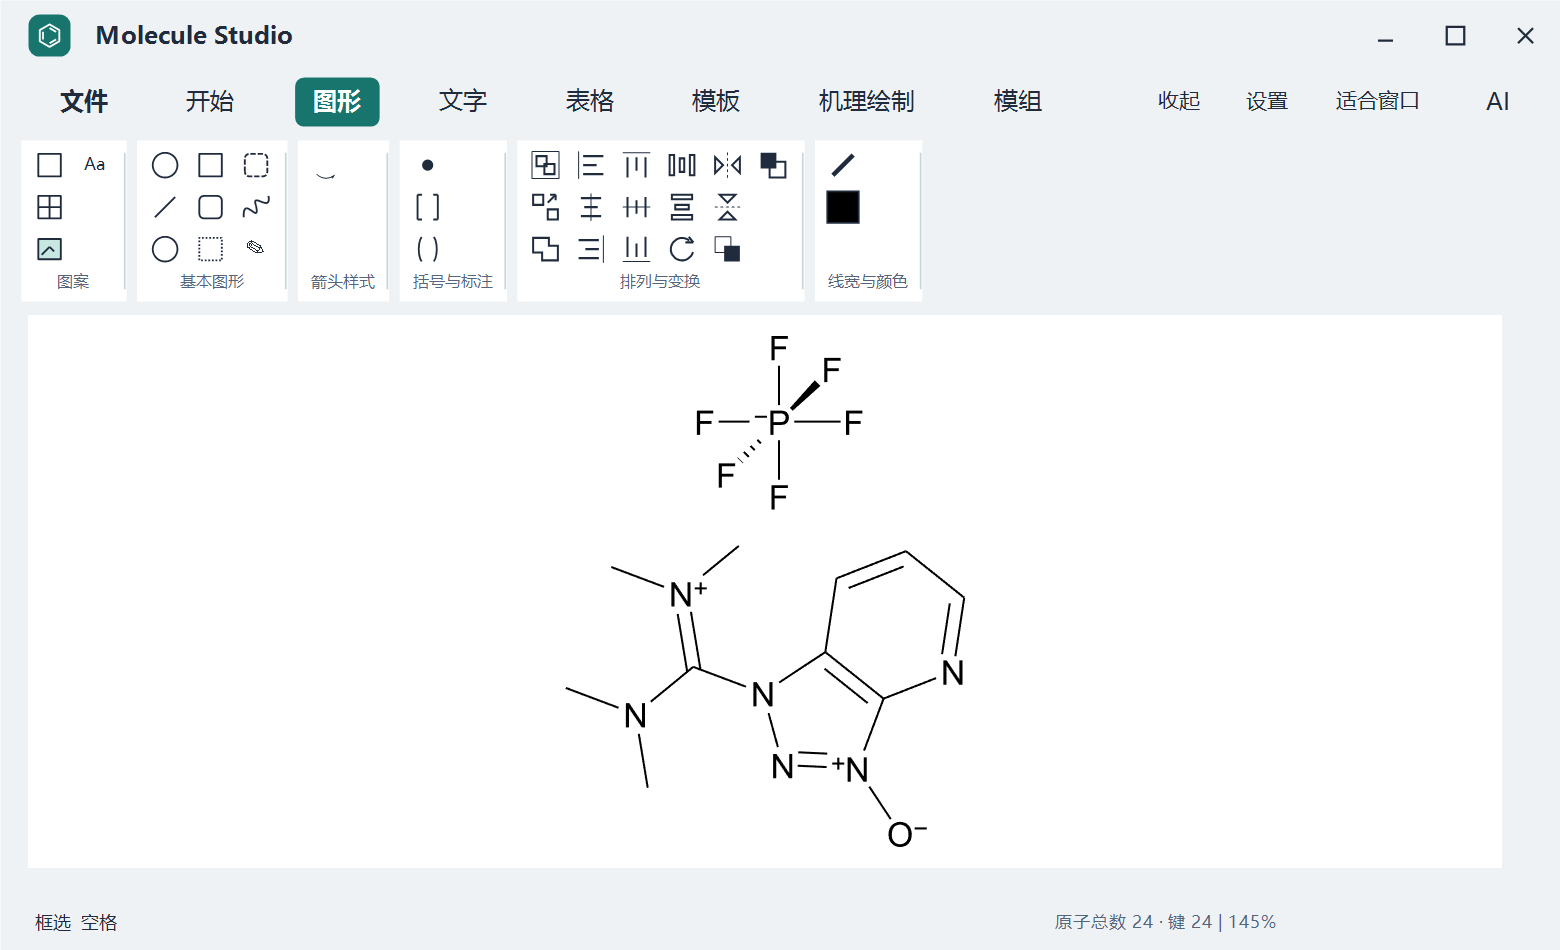 Molecule Studio
文件 开始 图形 文字 表格 模板 机理绘制 模组 收起 设置 适合窗口 AI
Aa
图案 基本图形 箭头样式 括号与标注 排列与变换 线宽与颜色
F
F
F −P F
F
F
N+
N
N
N
N +N
O−
框选 空格 原子总数 24 · 键 24 | 145%